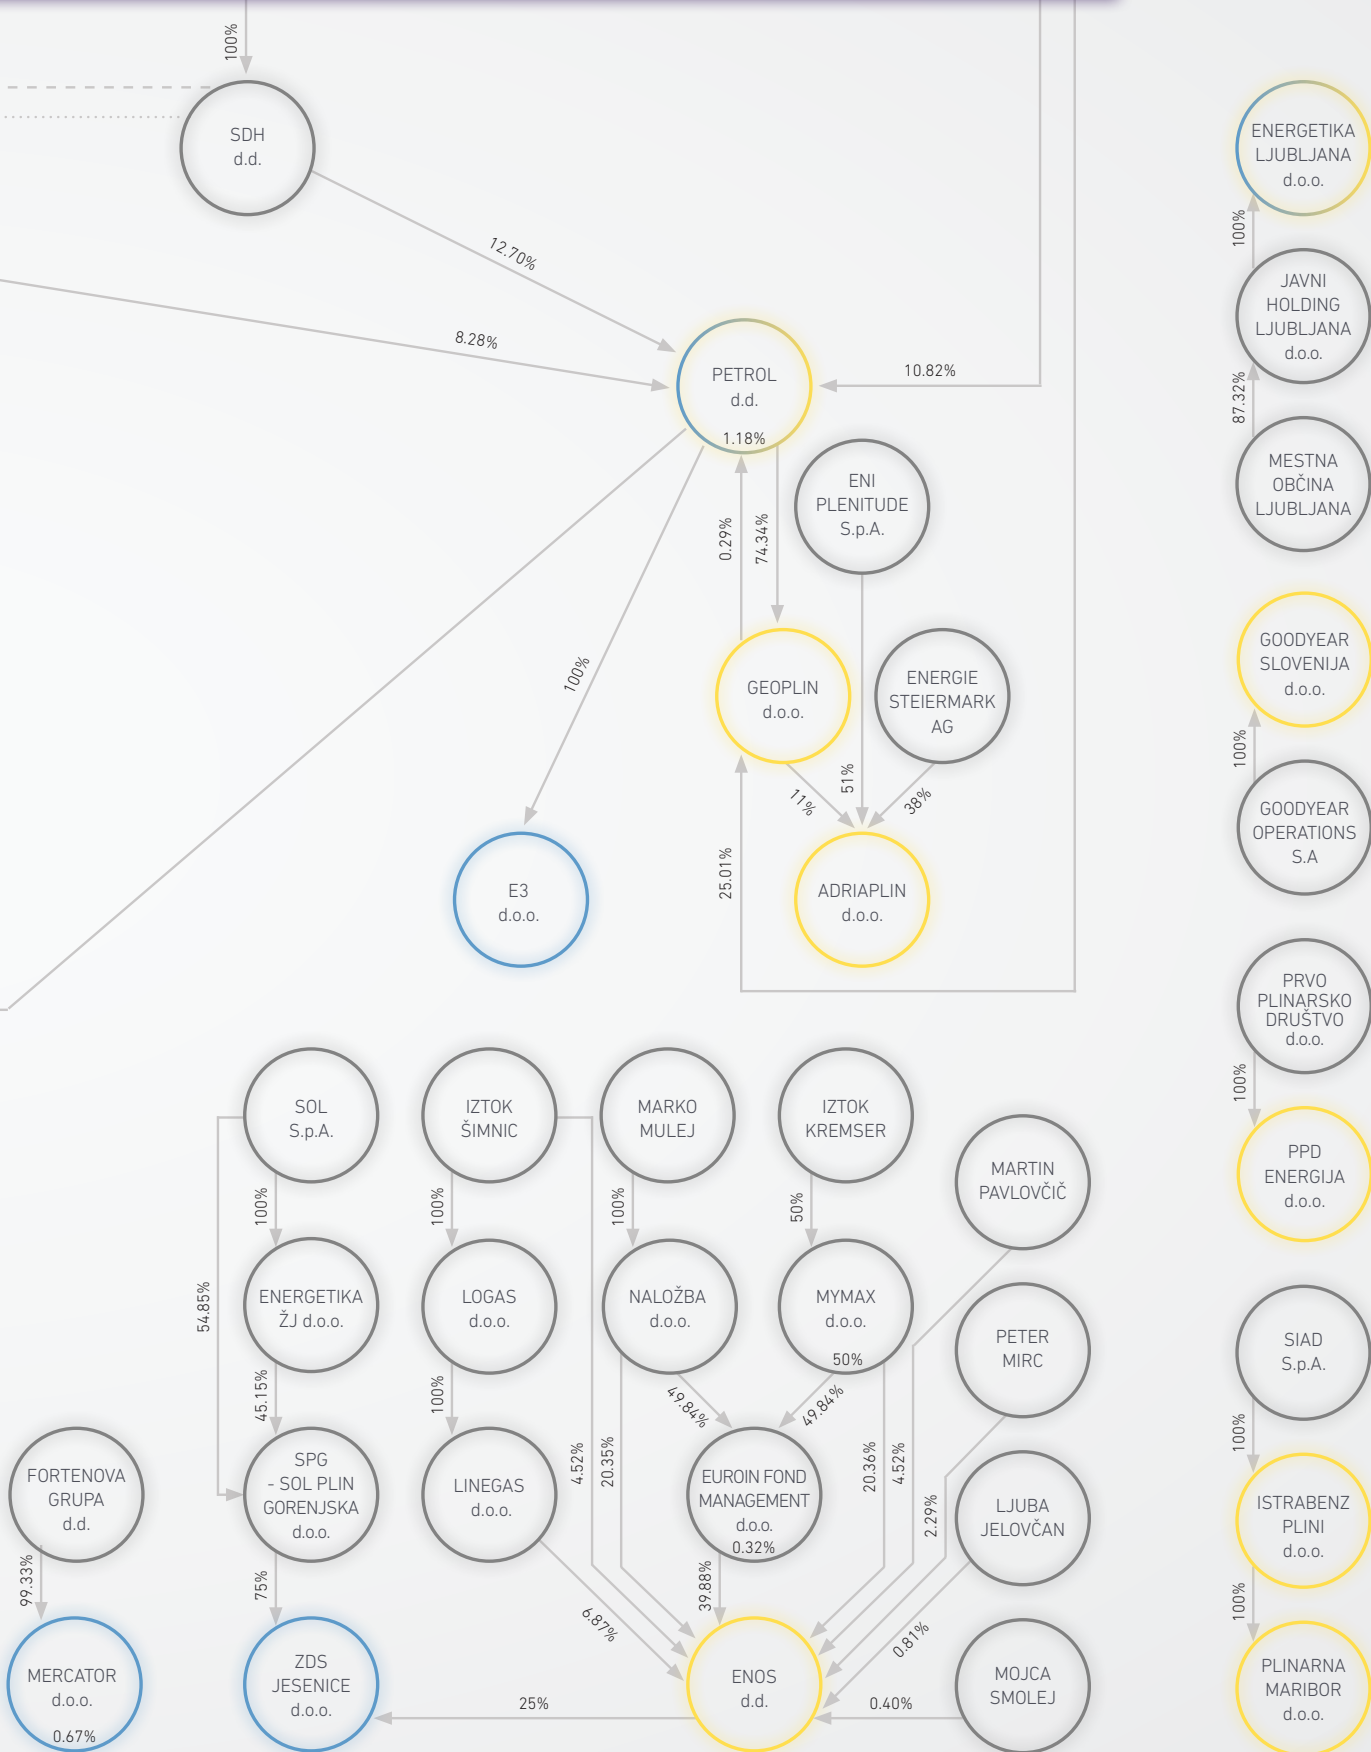 100%
SDH
d.d.
12.70%
8.28%
PETROL
d.d.
1.18%
10.82%
ENI
PLENITUDE
S.p.A.
0.29%
74.34%
GEOPLIN
d.o.o.
ENERGIE
STEIERMARK
AG
100%
11%
51%
38%
25.01%
E3
d.o.o.
ADRIAPLIN
d.o.o.
ENERGETIKA
LJUBLJANA
d.o.o.
100%
JAVNI
HOLDING
LJUBLJANA
d.o.o.
87.32%
MESTNA
OBČINA
LJUBLJANA
GOODYEAR
SLOVENIJA
d.o.o.
100%
GOODYEAR
OPERATIONS
S.A
PRVO
PLINARSKO
DRUŠTVO
d.o.o.
100%
PPD
ENERGIJA
d.o.o.
SIAD
S.p.A.
100%
ISTRABENZ
PLINI
d.o.o.
100%
PLINARNA
MARIBOR
d.o.o.
SOL
S.p.A.
IZTOK
ŠIMNIC
MARKO
MULEJ
IZTOK
KREMSER
MARTIN
PAVLOVČIČ
100%
100%
100%
50%
54.85%
ENERGETIKA
ŽJ d.o.o.
LOGAS
d.o.o.
NALOŽBA
d.o.o.
MYMAX
d.o.o.
50%
PETER
MIRC
45.15%
100%
49.84%
49.84%
FORTENOVA
GRUPA
d.d.
SPG
- SOL PLIN
GORENJSKA
d.o.o.
LINEGAS
d.o.o.
4.52%
20.35%
EUROIN FOND
MANAGEMENT
d.o.o.
0.32%
20.36%
4.52%
2.29%
LJUBA
JELOVČAN
99.33%
75%
6.87%
39.88%
0.81%
MERCATOR
d.o.o.
0.67%
ZDS
JESENICE
d.o.o.
25%
ENOS
d.d.
0.40%
MOJCA
SMOLEJ